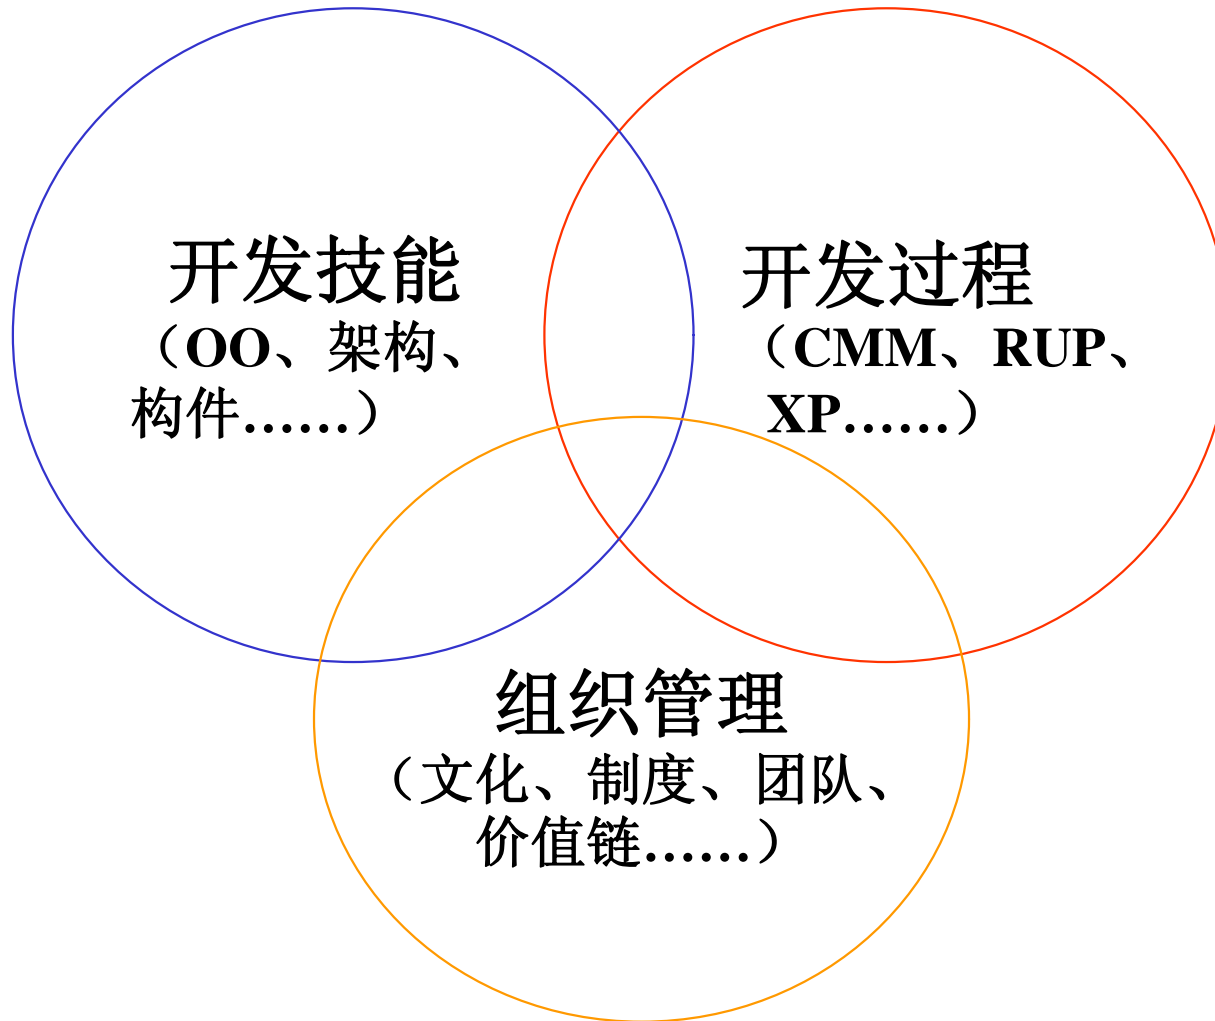 开发技能
（OO、架构、
构件……）
开发过程
（CMM、RUP、
XP……）
组织管理
（文化、制度、团队、
价值链……）